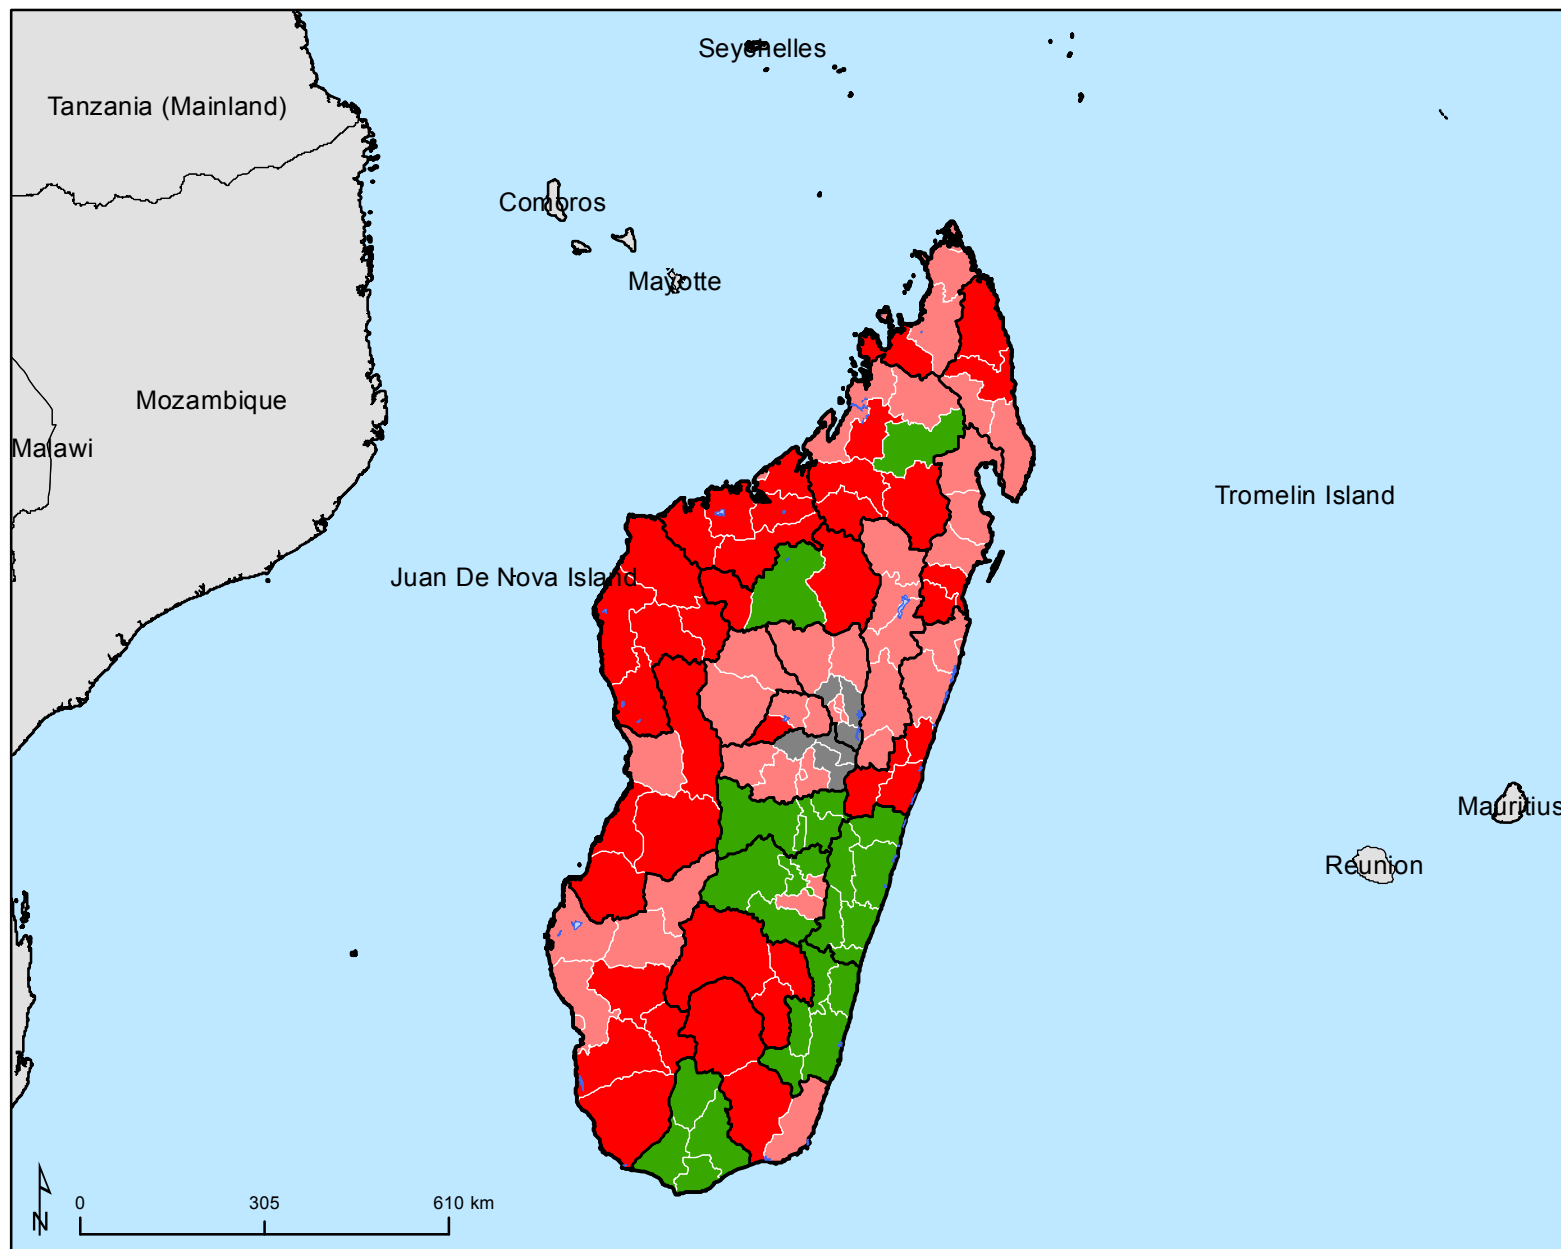 Seychelles
Tanzania (Mainland)
Comoros
Mayotte
Mozambique
Malawi
Tromelin Island
Juan De Nova Island
Mauritius
Reunion
N
0 305 610 km